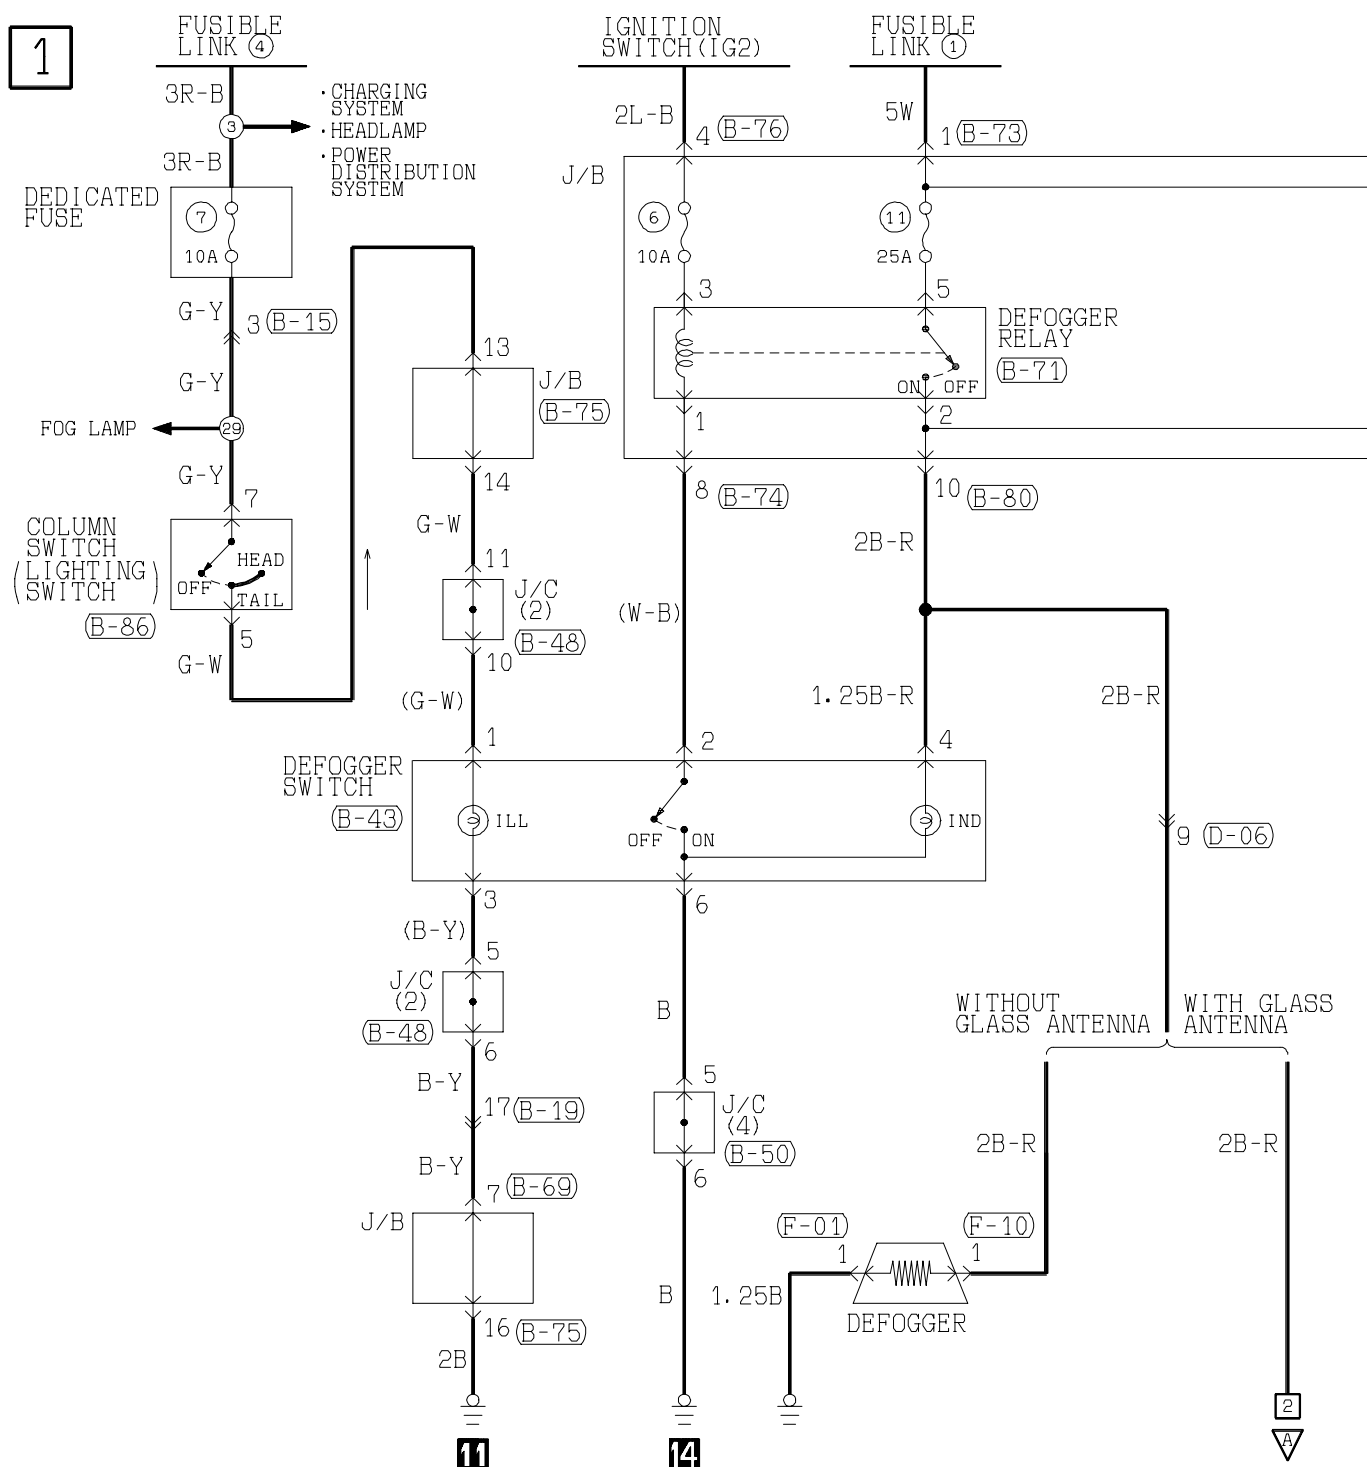 1
FUSIBLE
LINK ④
IGNITION
SWITCH(IG2)
FUSIBLE
LINK ①
3R-B
3
· CHARGING
SYSTEM
· HEADLAMP
· POWER
DISTRIBUTION
SYSTEM
3R-B
2L-B
4 (B-76)
5W
1 (B-73)
J/B
DEDICATED
FUSE
7
10A
6
10A
11
25A
G-Y
3 (B-15)
3
5
DEFOGGER
RELAY
(B-71)
ON OFF
G-Y
13
J/B
(B-75)
1
2
FOG LAMP
29
G-Y
7
14
8 (B-74)
10 (B-80)
COLUMN
SWITCH
(LIGHTING
SWITCH)
(B-86)
OFF
HEAD
TAIL
5
G-W
G-W
11
J/C
(2)
(B-48)
10
(G-W)
(W-B)
2B-R
1.25B-R
2B-R
1
2
4
DEFOGGER
SWITCH
(B-43)
ILL
OFF ON
IND
9 (D-06)
3
6
(B-Y)
5
J/C
(2)
(B-48)
6
B
WITHOUT
GLASS ANTENNA
WITH GLASS
ANTENNA
B-Y
17 (B-19)
5
J/C
(4)
(B-50)
6
2B-R
2B-R
B-Y
7 (B-69)
J/B
(F-01)
1
(F-10)
1
B
1.25B
DEFOGGER
16 (B-75)
2B
2
A
11
14